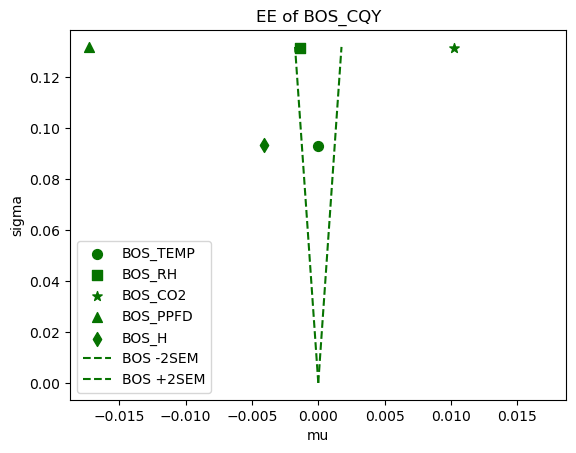 EE of BOS_CQY
0.12
0.10
0.08
0.06
0.04
0.02
0.00
sigma
BOS_TEMP
BOS_RH
BOS_CO2
BOS_PPFD
BOS_H
BOS -2SEM
BOS +2SEM
−0.015 −0.010 −0.005 0.000 0.005 0.010 0.015
mu